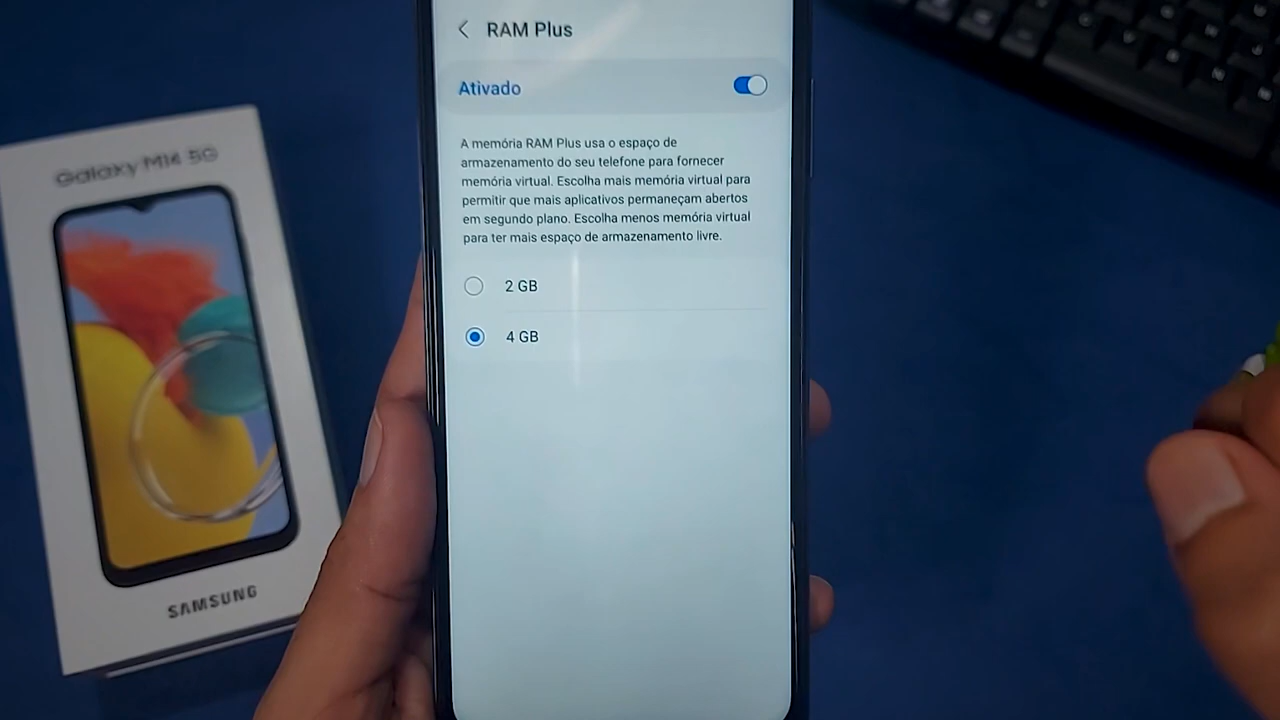 RAM Plus
Ativado
A memória RAM Plus usa o espaço de
armazenamento do seu telefone para fornecer
memória virtual. Escolha mais memória virtual para
permitir que mais aplicativos permaneçam abertos
em segundo plano. Escolha menos memória virtual
para ter mais espaço de armazenamento livre.
2 GB
4 GB
Galaxy M14 5G
SAMSUNG